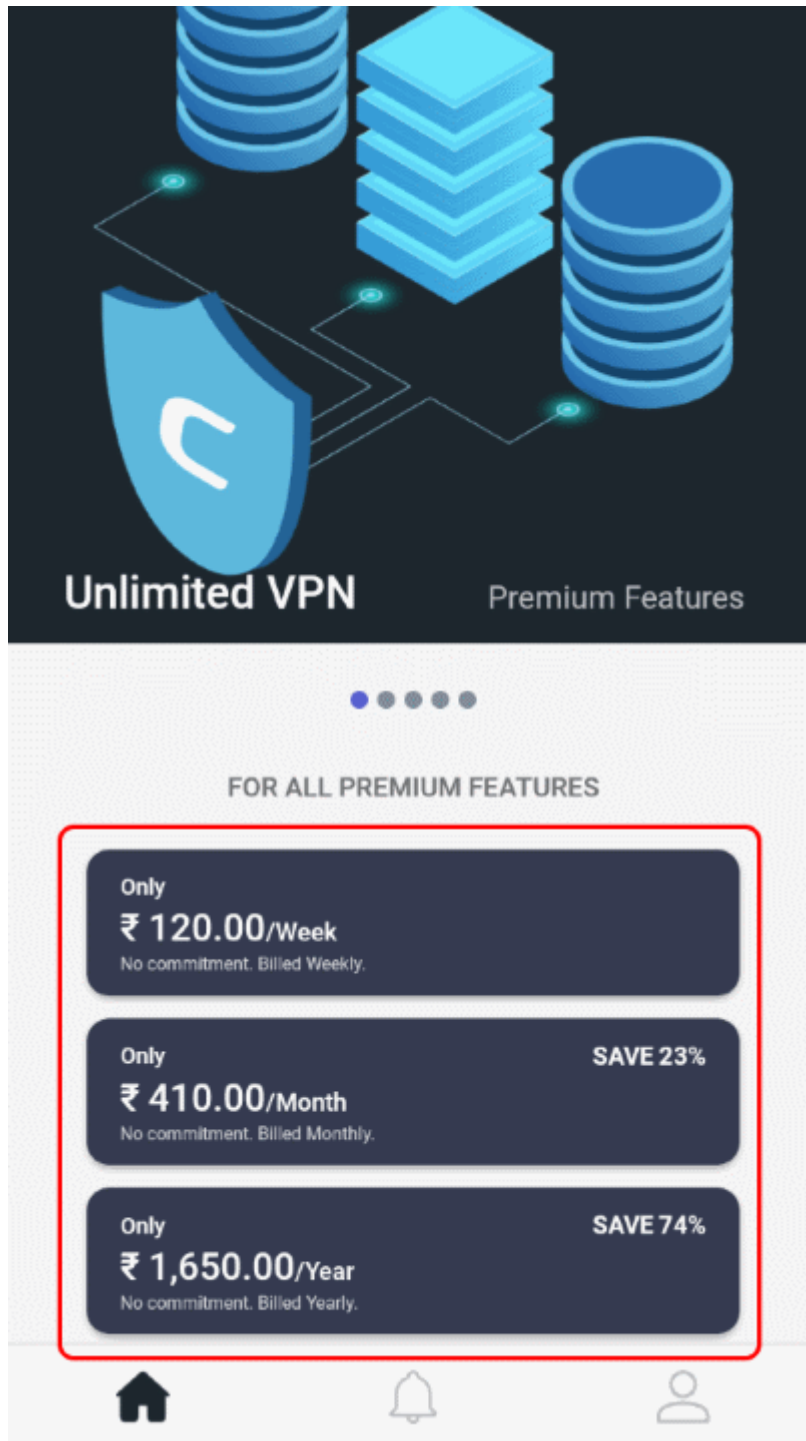 Unlimited VPN
Premium Features
FOR ALL PREMIUM FEATURES
Only
₹ 120.00/Week
No commitment. Billed Weekly.
Only
SAVE 23%
₹ 410.00/Month
No commitment. Billed Monthly.
Only
SAVE 74%
₹ 1,650.00/Year
No commitment. Billed Yearly.